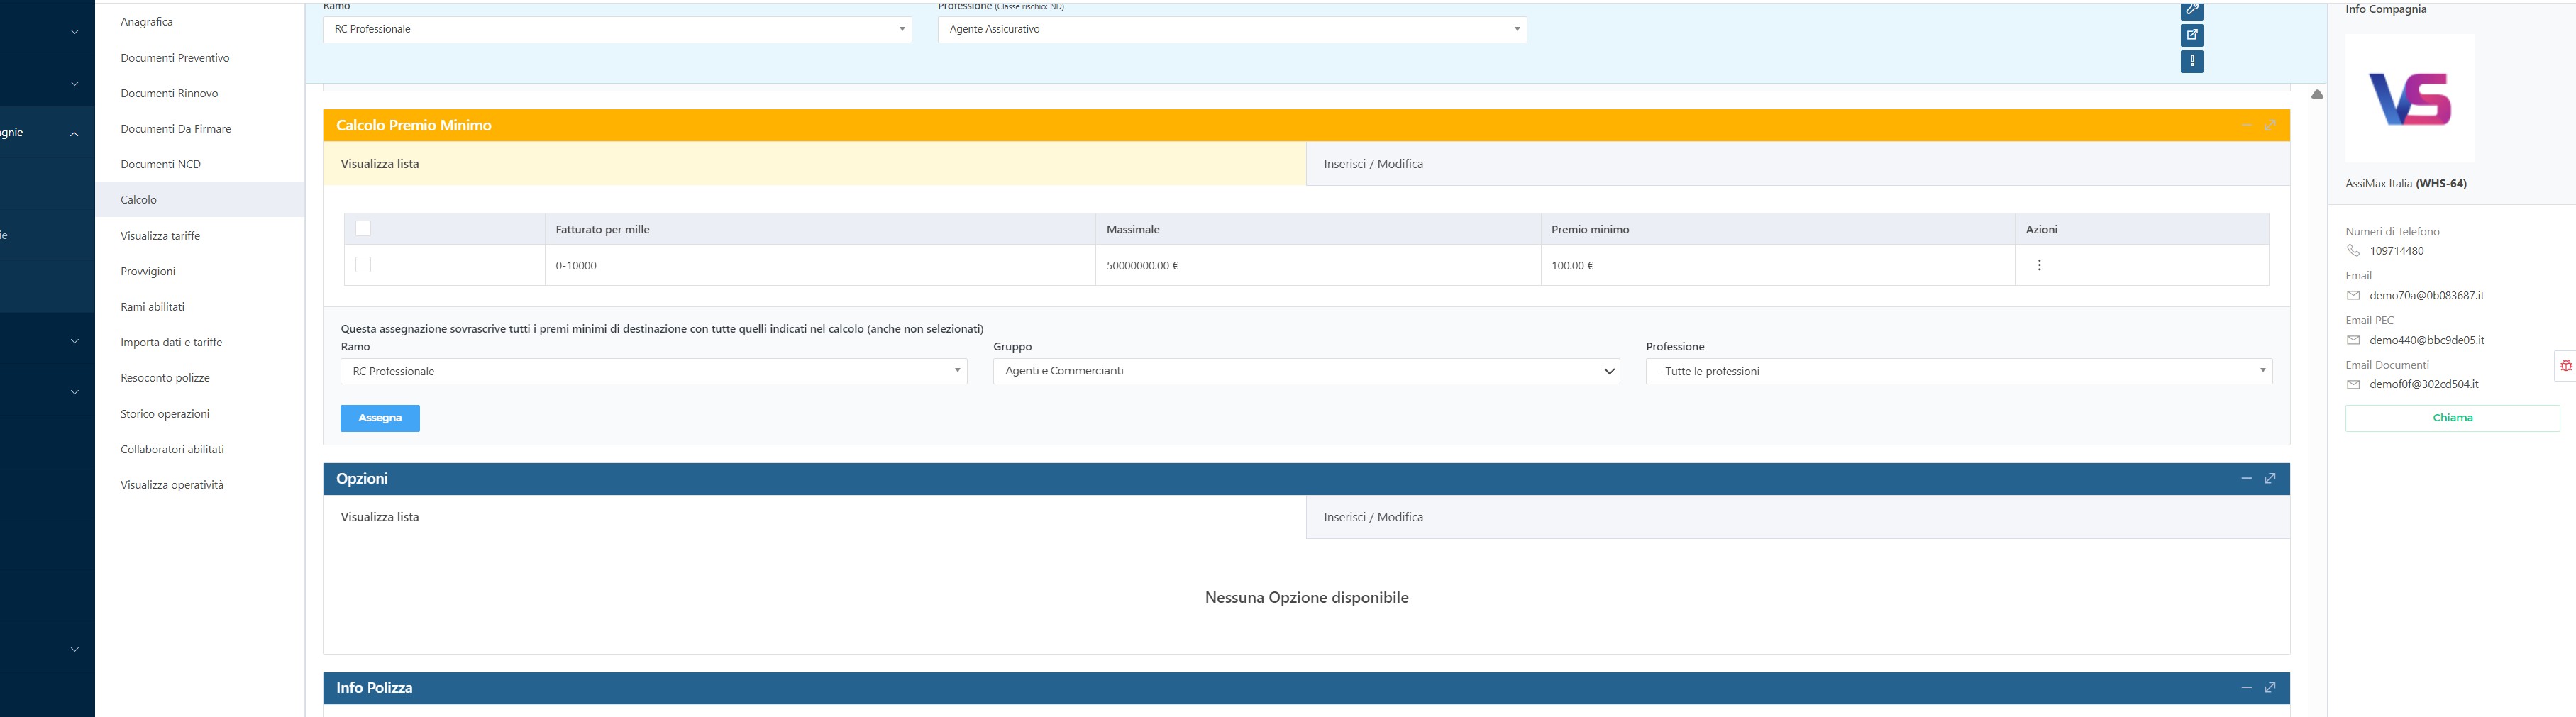 gnie
ie
Anagrafica
Documenti Preventivo
Documenti Rinnovo
Documenti Da Firmare
Documenti NCD
Calcolo
Visualizza tariffe
Provvigioni
Rami abilitati
Importa dati e tariffe
Resoconto polizze
Storico operazioni
Collaboratori abilitati
Visualizza operatività
Ramo
Professione (Classe rischio: ND)
RC Professionale
Agente Assicurativo
Calcolo Premio Minimo
Visualizza lista
Inserisci / Modifica
Fatturato per mille Massimale Premio minimo Azioni
0-10000 50000000.00 € 100.00 €
Questa assegnazione sovrascrive tutti i premi minimi di destinazione con tutte quelli indicati nel calcolo (anche non selezionati)
Ramo Gruppo Professione
RC Professionale Agenti e Commercianti - Tutte le professioni
Assegna
Opzioni
Visualizza lista
Inserisci / Modifica
Nessuna Opzione disponibile
Info Polizza
Info Compagnia
VS
AssiMax Italia (WHS-64)
Numeri di Telefono
109714480
Email
demo70a@0b083687.it
Email PEC
demo440@bbc9de05.it
Email Documenti
demof0f@302cd504.it
Chiama